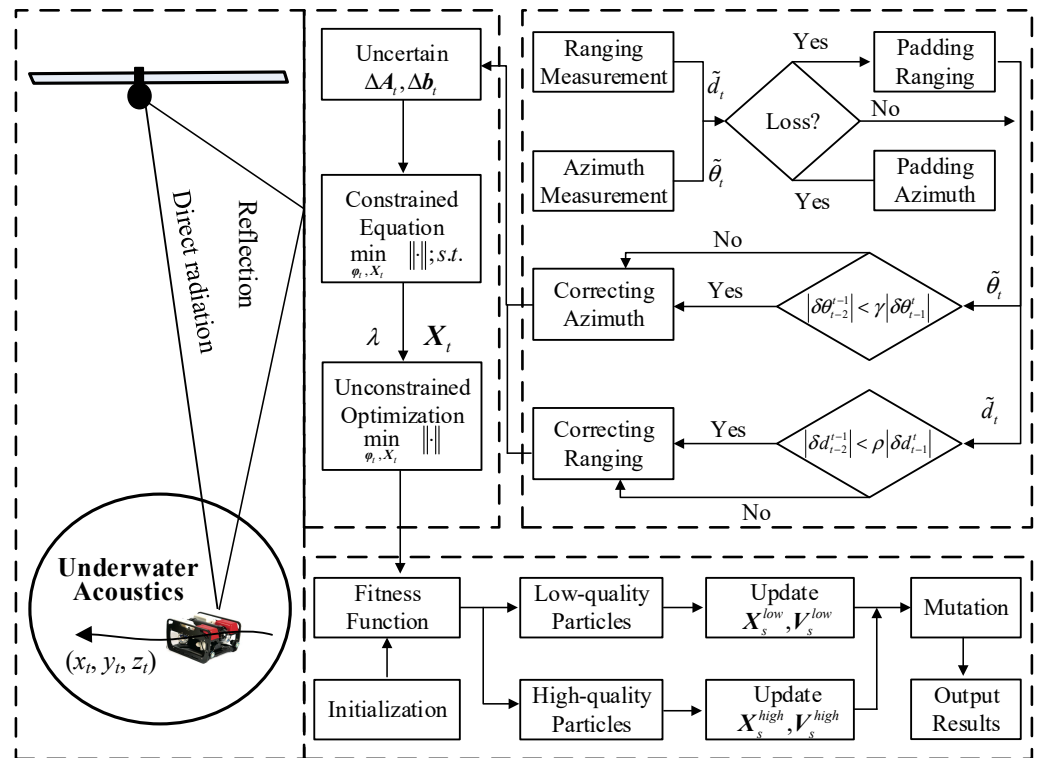 Direct radiation
Reflection
Underwater
Acoustics
(x_t, y_t, z_t)
Uncertain
ΔA_t, Δb_t
Constrained
Equation
min ‖·‖; s.t.
φ_t, X_t
λ X_t
Unconstrained
Optimization
min ‖·‖
φ_t, X_t
Ranging
Measurement
d̃_t
Azimuth
Measurement
θ̃_t
Loss?
Yes
Padding
Ranging
No
Yes
Padding
Azimuth
No
Correcting
Azimuth
Yes
|δθ_{t-2}^{t-1}| < γ|δθ_{t-1}^{t}|
θ̃_t
Correcting
Ranging
Yes
|δd_{t-2}^{t-1}| < ρ|δd_{t-1}^{t}|
d̃_t
No
Fitness
Function
Initialization
Low-quality
Particles
Update
X_s^{low}, V_s^{low}
High-quality
Particles
Update
X_s^{high}, V_s^{high}
Mutation
Output
Results